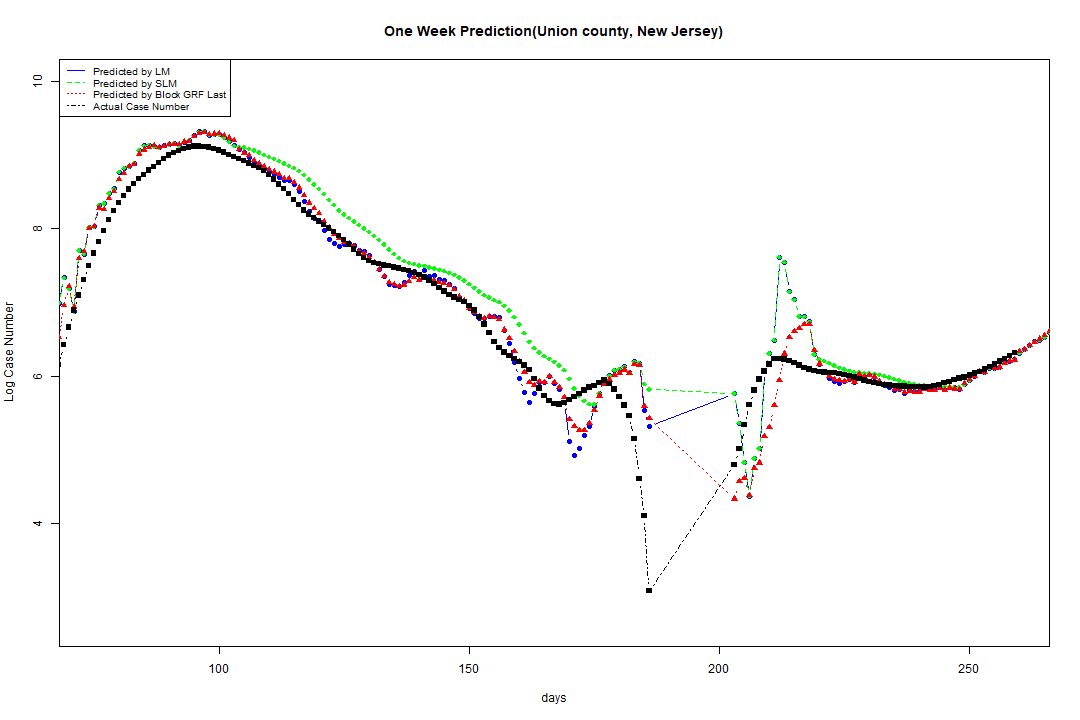 One Week Prediction(Union county, New Jersey)
Predicted by LM
Predicted by SLM
Predicted by Block GRF Last
Actual Case Number
10
8
6
4
Log Case Number
100 150 200 250
days